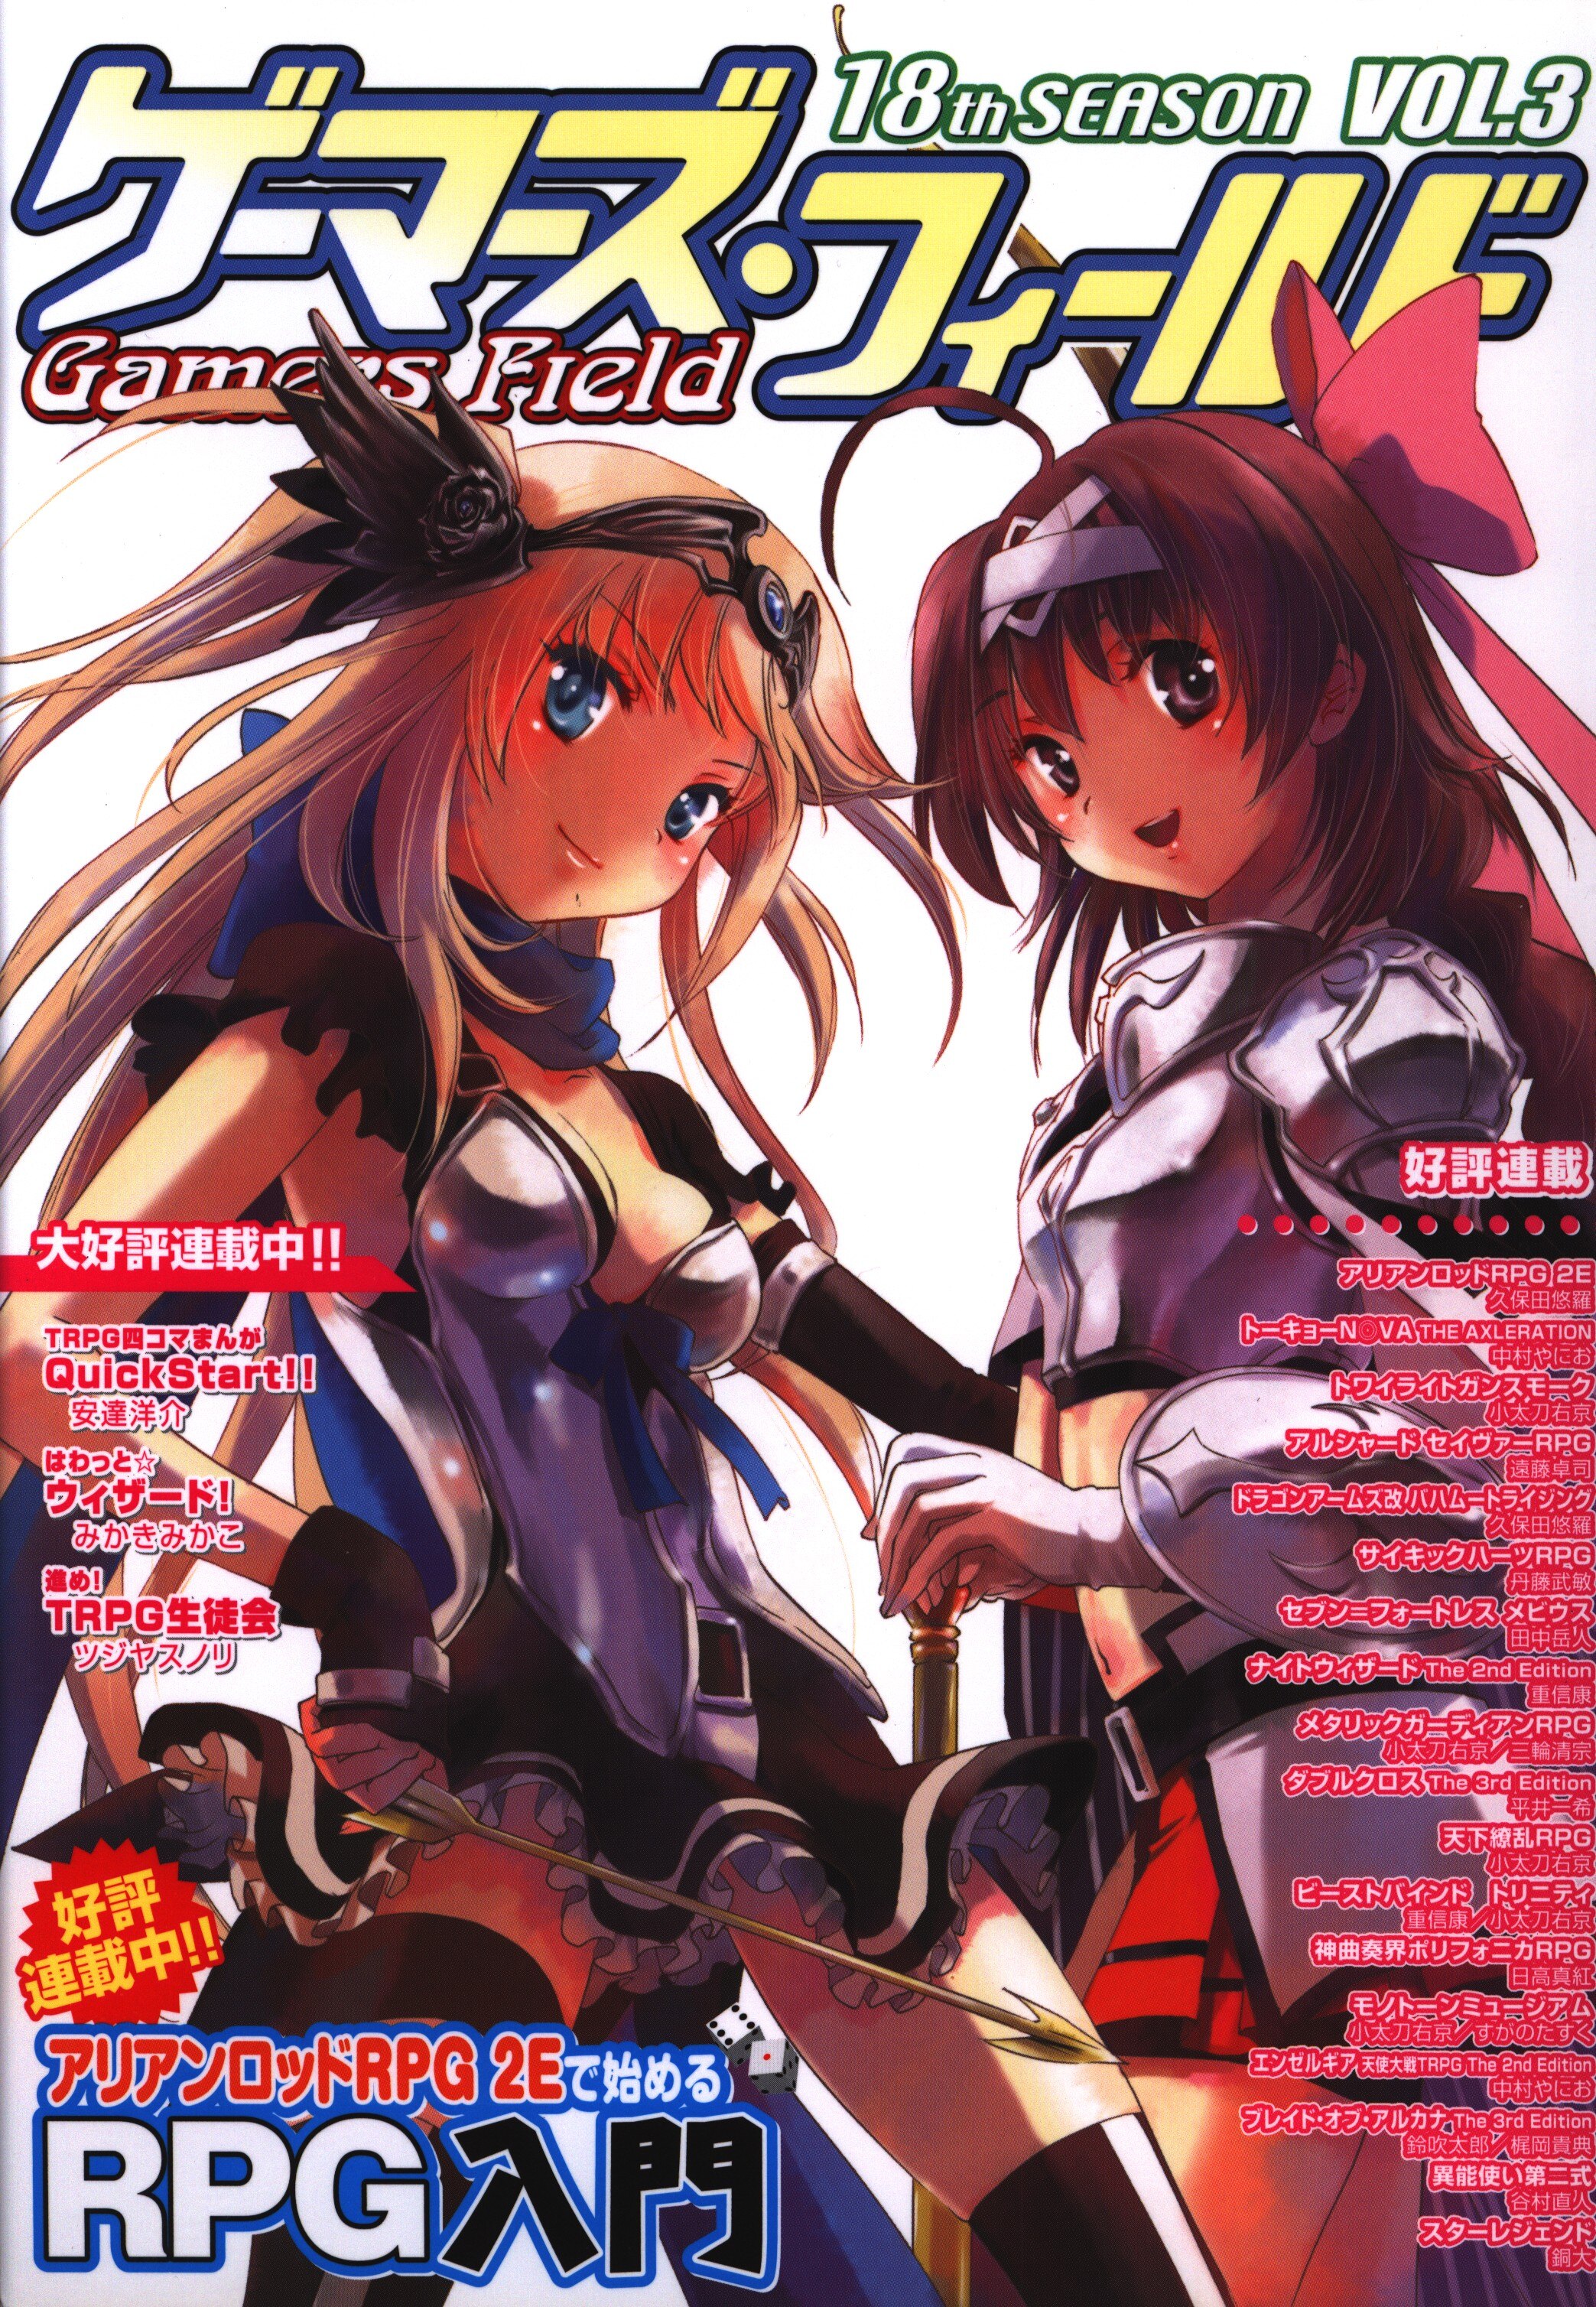 18th SEASON VOL.3
ゲーマーズ・フィールド
Gamers Field
大好評連載中!!
TRPG四コマまんが
QuickStart!!
安達洋介
はわっと☆
ウィザード!
みかきみかこ
進め!
TRPG生徒会
ツジヤスノリ
好評
連載中!!
アリアンロッドRPG 2Eで始める
RPG入門
好評連載
アリアンロッドRPG 2E
久保田悠羅
トーキョーN◎VA THE AXLERATION
中村やにお
トワイライトガンスモーク
小太刀右京
アルシャード セイヴァーRPG
遠藤卓司
ドラゴンアームズ改 バハムートライジング
久保田悠羅
サイキックハーツRPG
丹藤武敏
セブン=フォートレス メビウス
田中岳人
ナイトウィザード The 2nd Edition
重信康
メタリックガーディアンRPG
小太刀右京/三輪清宗
ダブルクロス The 3rd Edition
平井一希
天下繚乱RPG
小太刀右京
ビーストバインド トリニティ
重信康/小太刀右京
神曲奏界ポリフォニカRPG
日高真紅
モノトーンミュージアム
小太刀右京/すがのたすく
エンゼルギア 天使大戦TRPG The 2nd Edition
中村やにお
ブレイド・オブ・アルカナ The 3rd Edition
鈴吹太郎/梶岡貴典
異能使い第二式
谷村直人
スターレジェンド
銅大